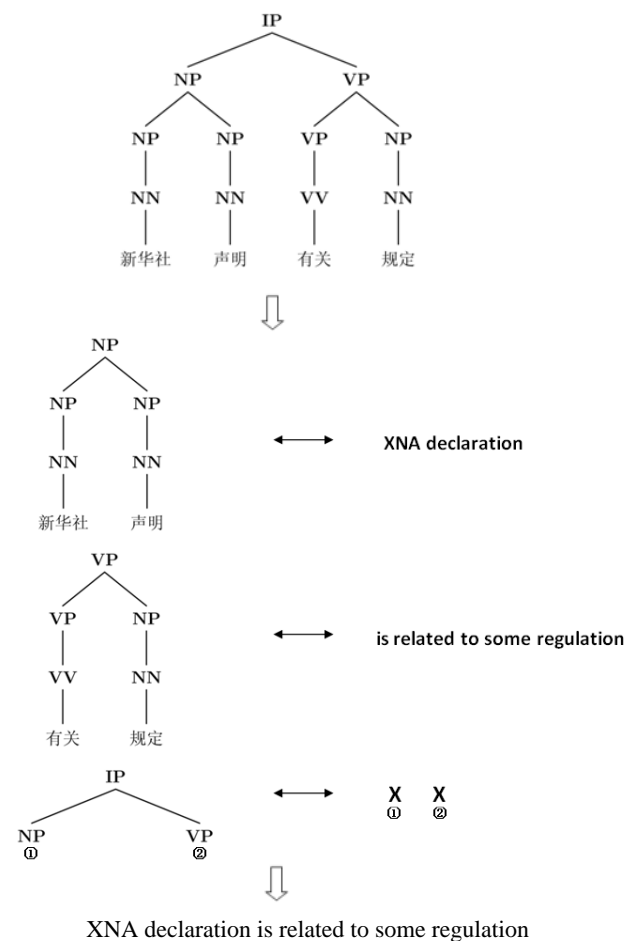 IP
NP VP
NP NP VP NP
NN NN VV NN
新华社 声明 有关 规定
NP
NP NP
NN NN
新华社 声明
XNA declaration
VP
VP NP
VV NN
有关 规定
is related to some regulation
IP
NP VP
① ②
X X
① ②
XNA declaration is related to some regulation